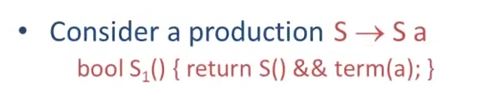 • Consider a production S → S a
bool S₁() { return S() && term(a); }